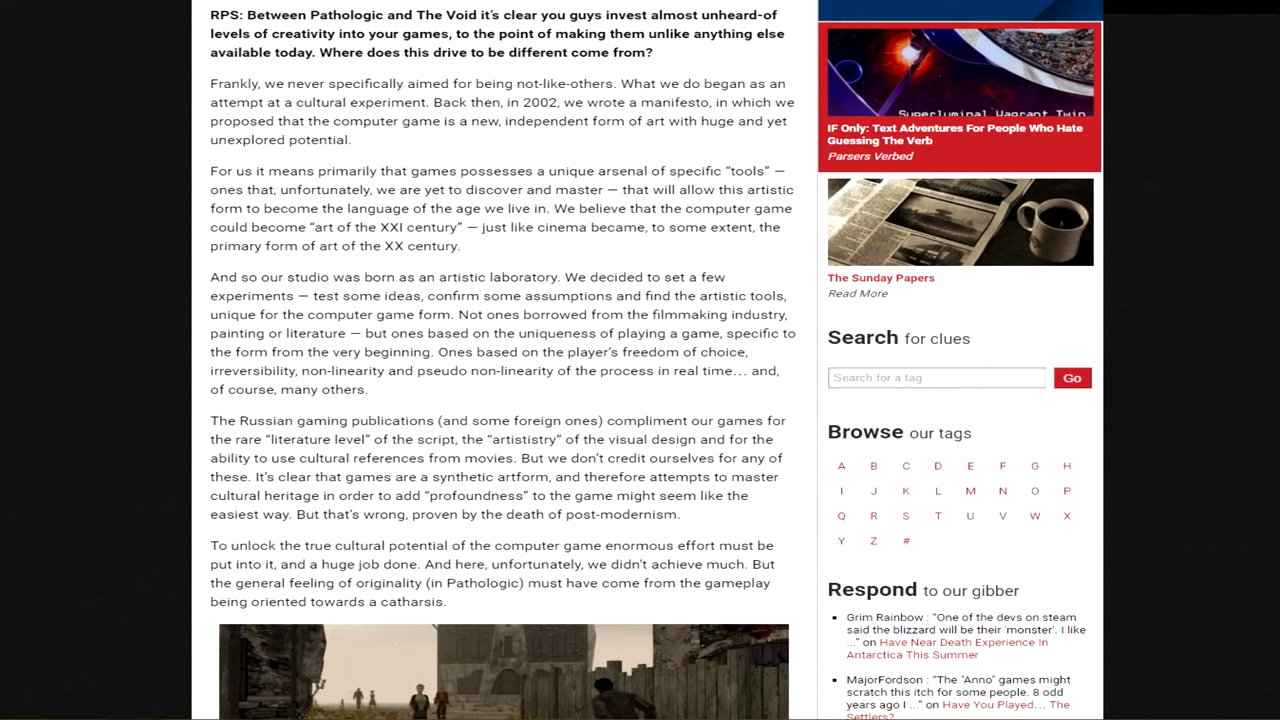 RPS: Between Pathologic and The Void it's clear you guys invest almost unheard-of
levels of creativity into your games, to the point of making them unlike anything else
available today. Where does this drive to be different come from?
Frankly, we never specifically aimed for being not-like-others. What we do began as an
attempt at a cultural experiment. Back then, in 2002, we wrote a manifesto, in which we
proposed that the computer game is a new, independent form of art with huge and yet
unexplored potential.
For us it means primarily that games possesses a unique arsenal of specific “tools” —
ones that, unfortunately, we are yet to discover and master — that will allow this artistic
form to become the language of the age we live in. We believe that the computer game
could become “art of the XXI century” — just like cinema became, to some extent, the
primary form of art of the XX century.
And so our studio was born as an artistic laboratory. We decided to set a few
experiments — test some ideas, confirm some assumptions and find the artistic tools,
unique for the computer game form. Not ones borrowed from the filmmaking industry,
painting or literature — but ones based on the uniqueness of playing a game, specific to
the form from the very beginning. Ones based on the player's freedom of choice,
irreversibility, non-linearity and pseudo non-linearity of the process in real time… and,
of course, many others.
The Russian gaming publications (and some foreign ones) compliment our games for
the rare “literature level” of the script, the “artististry” of the visual design and for the
ability to use cultural references from movies. But we don't credit ourselves for any of
these. It's clear that games are a synthetic artform, and therefore attempts to master
cultural heritage in order to add “profoundness” to the game might seem like the
easiest way. But that's wrong, proven by the death of post-modernism.
To unlock the true cultural potential of the computer game enormous effort must be
put into it, and a huge job done. And here, unfortunately, we didn't achieve much. But
the general feeling of originality (in Pathologic) must have come from the gameplay
being oriented towards a catharsis.
Superluminal Vagrant Twin
IF Only: Text Adventures For People Who Hate
Guessing The Verb
Parsers Verbed
The Sunday Papers
Read More
Search for clues
Search for a tag
Go
Browse our tags
A B C D E F G H
I J K L M N O P
Q R S T U V W X
Y Z #
Respond to our gibber
Grim Rainbow : “One of the devs on steam
said the blizzard will be their 'monster'. I like
...” on Have Near Death Experience In
Antarctica This Summer
MajorFordson : “The "Anno" games might
scratch this itch for some people. 8 odd
years ago I ...” on Have You Played… The
Settlers?